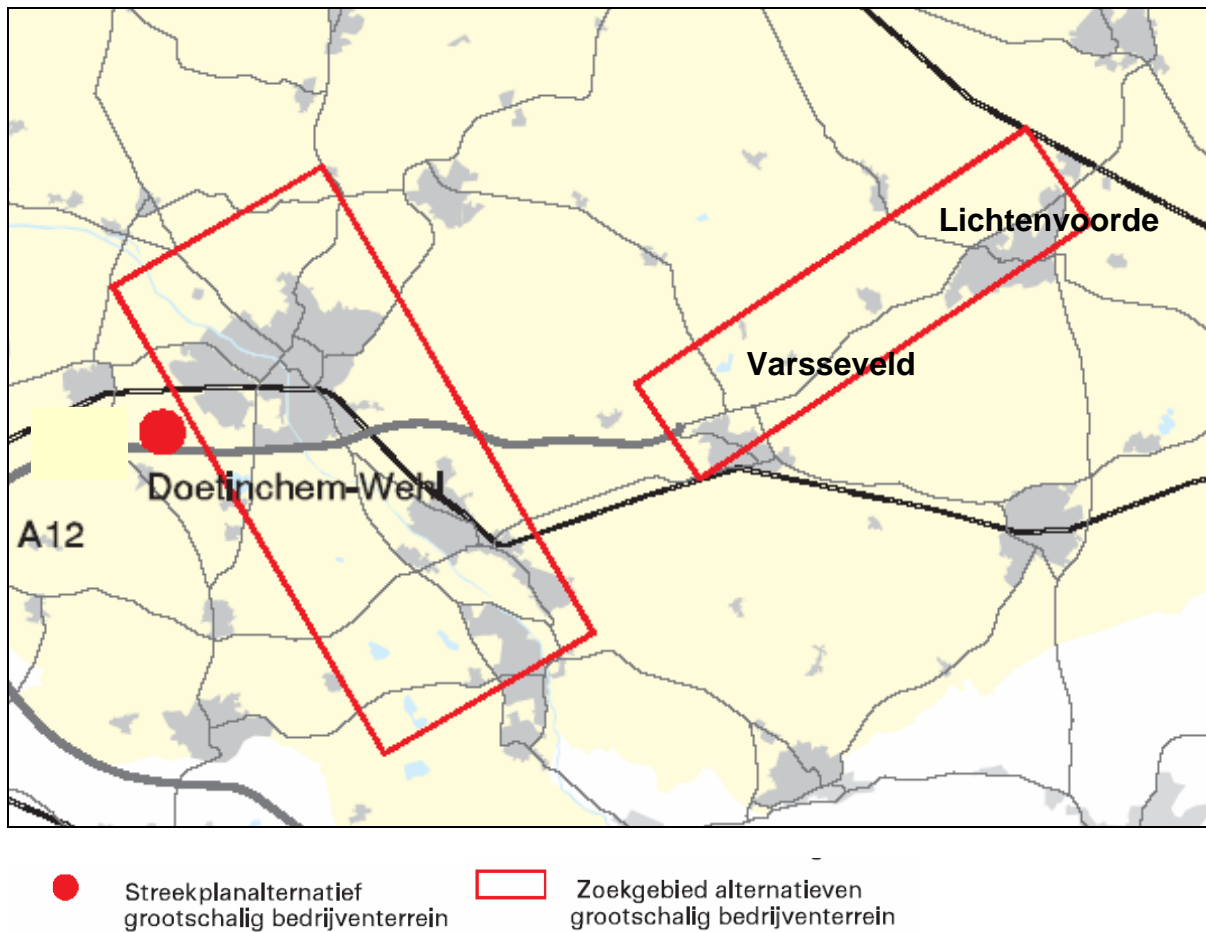 Lichtenvoorde
Varsseveld
Doetinchem-Wehl
A12
Streekplanalternatief
grootschalig bedrijventerrein
Zoekgebied alternatieven
grootschalig bedrijventerrein